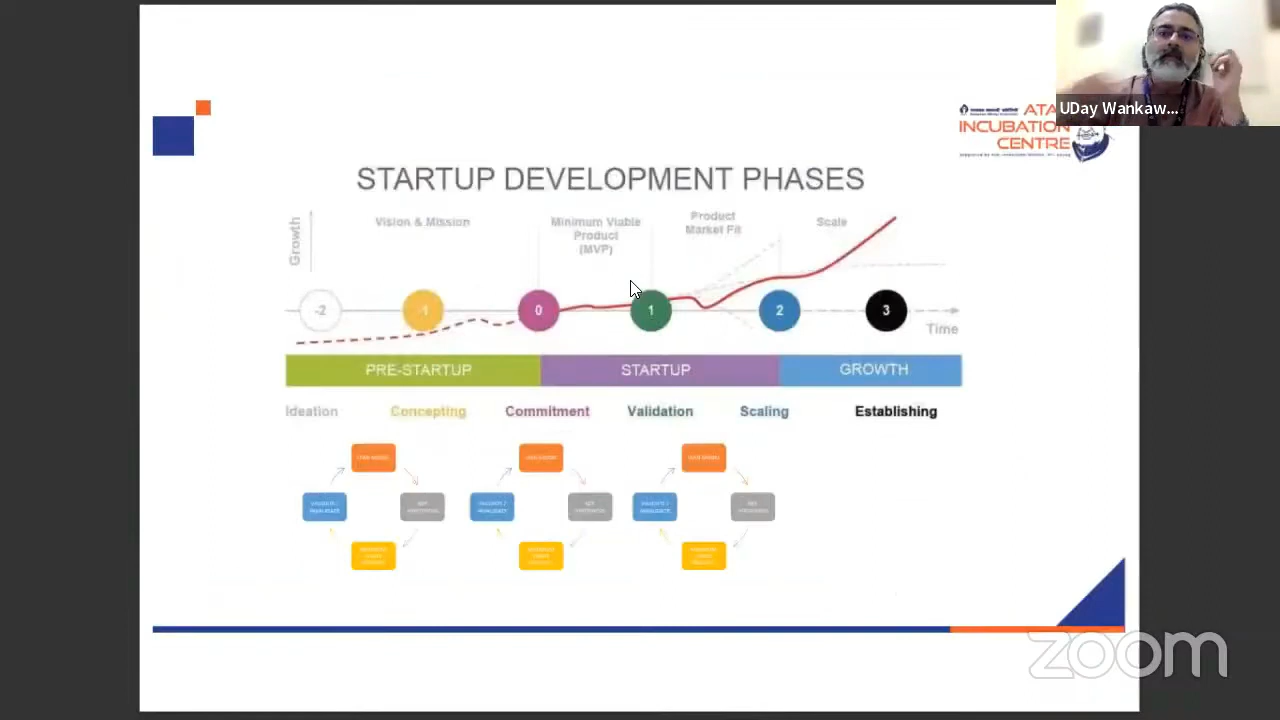 UDay Wankaw...
ATA
INCUBATION
CENTRE
STARTUP DEVELOPMENT PHASES
Growth
Vision & Mission
Minimum Viable
Product
(MVP)
Product
Market Fit
Scale
-2
-1
0
1
2
3
Time
PRE-STARTUP
STARTUP
GROWTH
Ideation
Concepting
Commitment
Validation
Scaling
Establishing
zoom